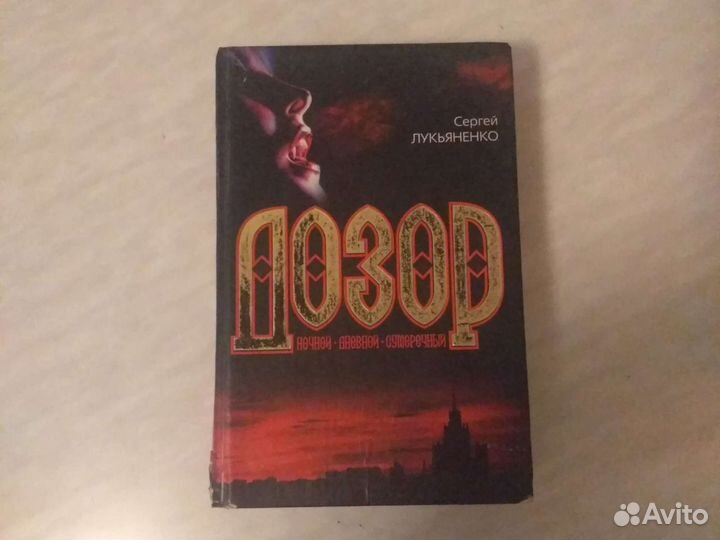 Сергей
ЛУКЬЯНЕНКО
ДОЗОР
НОЧНОЙ · ДНЕВНОЙ · СУМЕРЕЧНЫЙ
Avito